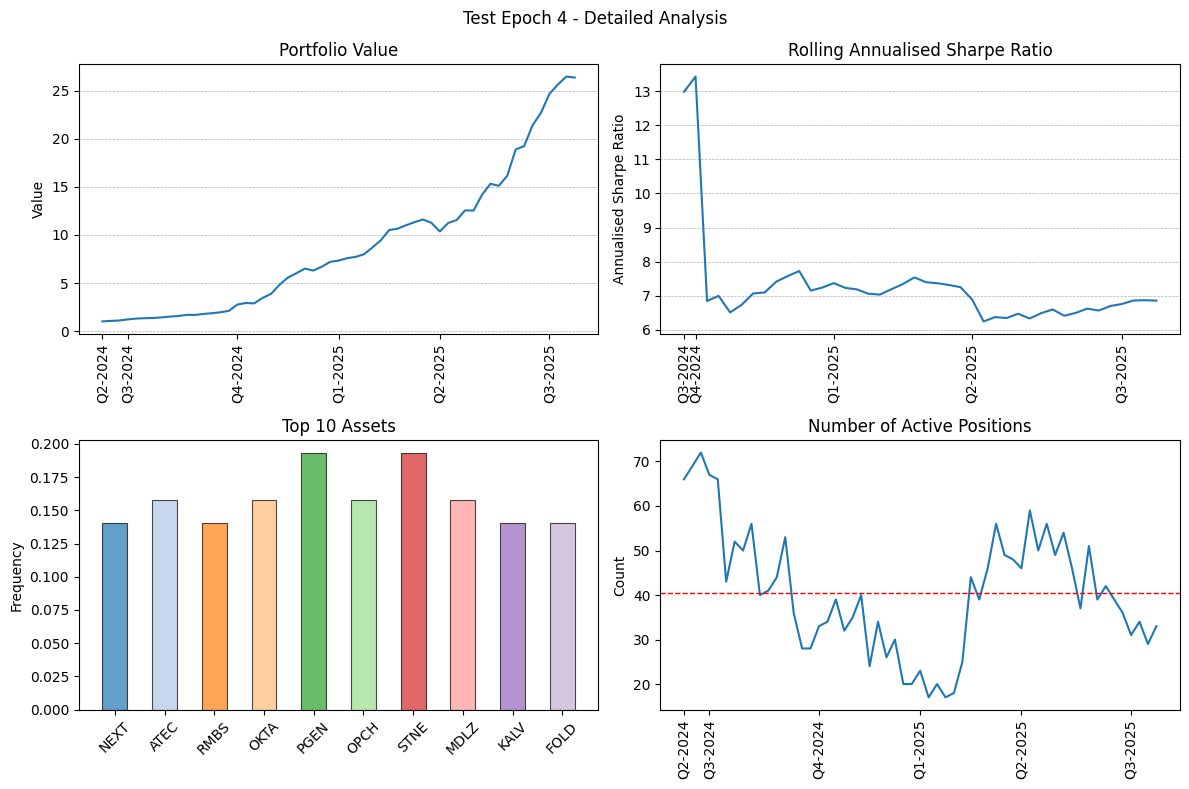 Test Epoch 4 - Detailed Analysis
Portfolio Value
Value
25
20
15
10
5
0
Q2-2024
Q3-2024
Q4-2024
Q1-2025
Q2-2025
Q3-2025
Rolling Annualised Sharpe Ratio
Annualised Sharpe Ratio
13
12
11
10
9
8
7
6
Q3-2024
Q4-2024
Q1-2025
Q2-2025
Q3-2025
Top 10 Assets
Frequency
0.200
0.175
0.150
0.125
0.100
0.075
0.050
0.025
0.000
NEXT
ATEC
RMBS
OKTA
PGEN
OPCH
STNE
MDLZ
KALV
FOLD
Number of Active Positions
Count
70
60
50
40
30
20
Q2-2024
Q3-2024
Q4-2024
Q1-2025
Q2-2025
Q3-2025